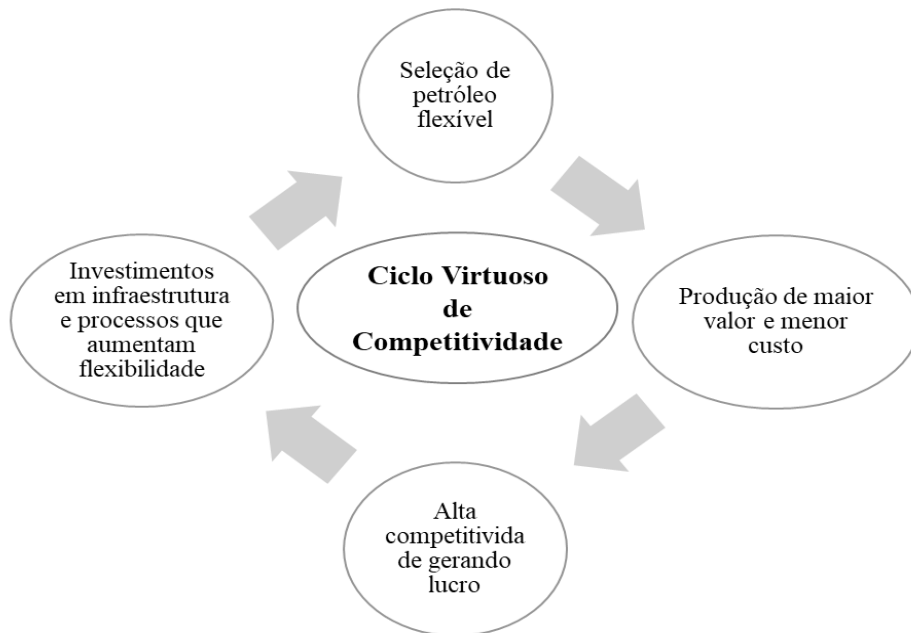 Seleção de
petróleo
flexível
Investimentos
em infraestrutura
e processos que
aumentam
flexibilidade
Ciclo Virtuoso
de
Competitividade
Produção de maior
valor e menor
custo
Alta
competitivida
de gerando
lucro